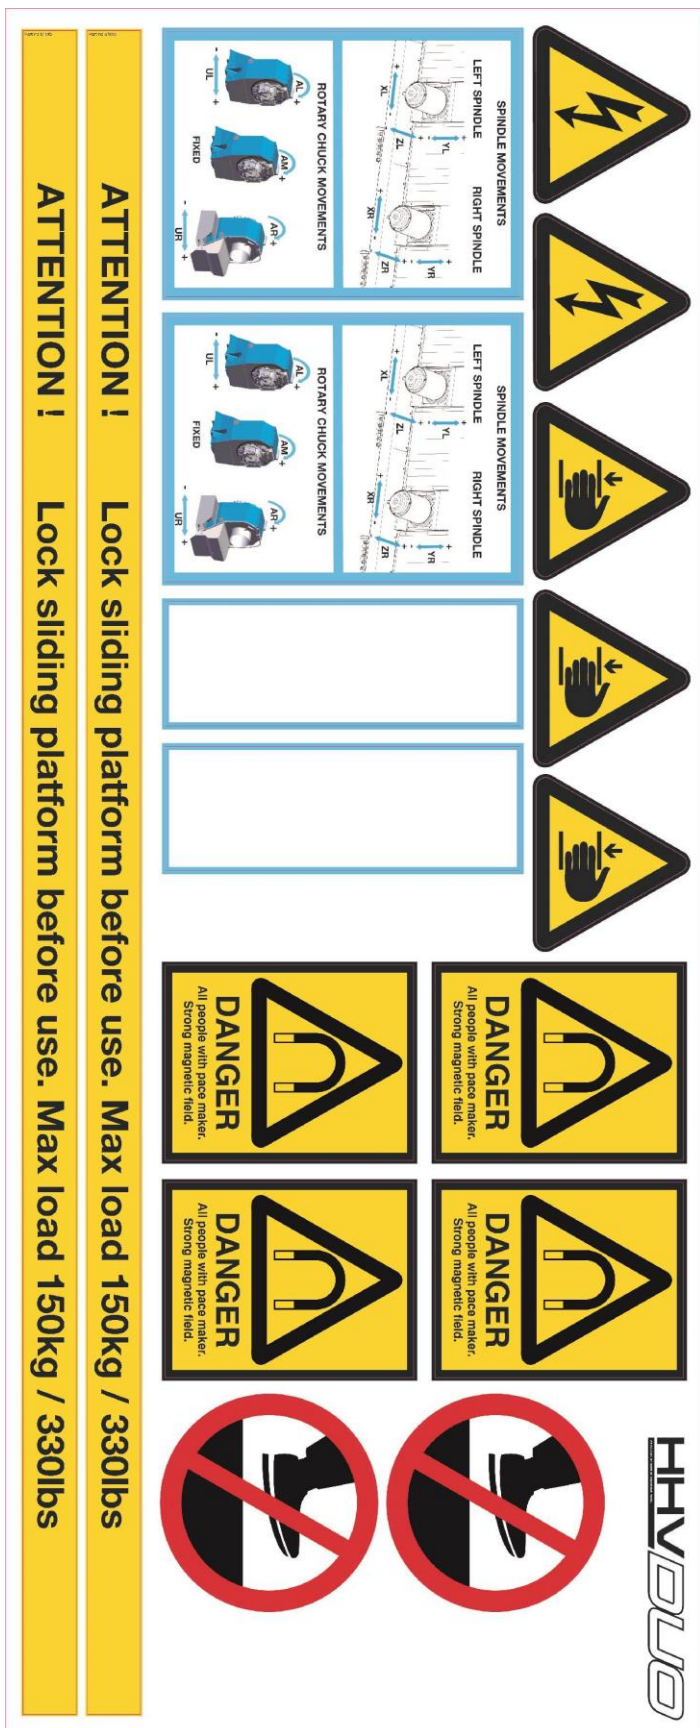 HHVDUO
SPINDLE MOVEMENTS
LEFT SPINDLE RIGHT SPINDLE
+ YL - + YR -
+ XL - + ZL + XR - + ZR
ROTARY CHUCK MOVEMENTS
AL + AM + AR +
FIXED
- UL + - UR +
SPINDLE MOVEMENTS
LEFT SPINDLE RIGHT SPINDLE
+ YL - + YR -
+ XL - + ZL + XR - + ZR
ROTARY CHUCK MOVEMENTS
AL + AM + AR +
FIXED
- UL + - UR +
DANGER
All people with pace maker.
Strong magnetic field.
DANGER
All people with pace maker.
Strong magnetic field.
DANGER
All people with pace maker.
Strong magnetic field.
DANGER
All people with pace maker.
Strong magnetic field.
ATTENTION ! Lock sliding platform before use. Max load 150kg / 330lbs
ATTENTION ! Lock sliding platform before use. Max load 150kg / 330lbs